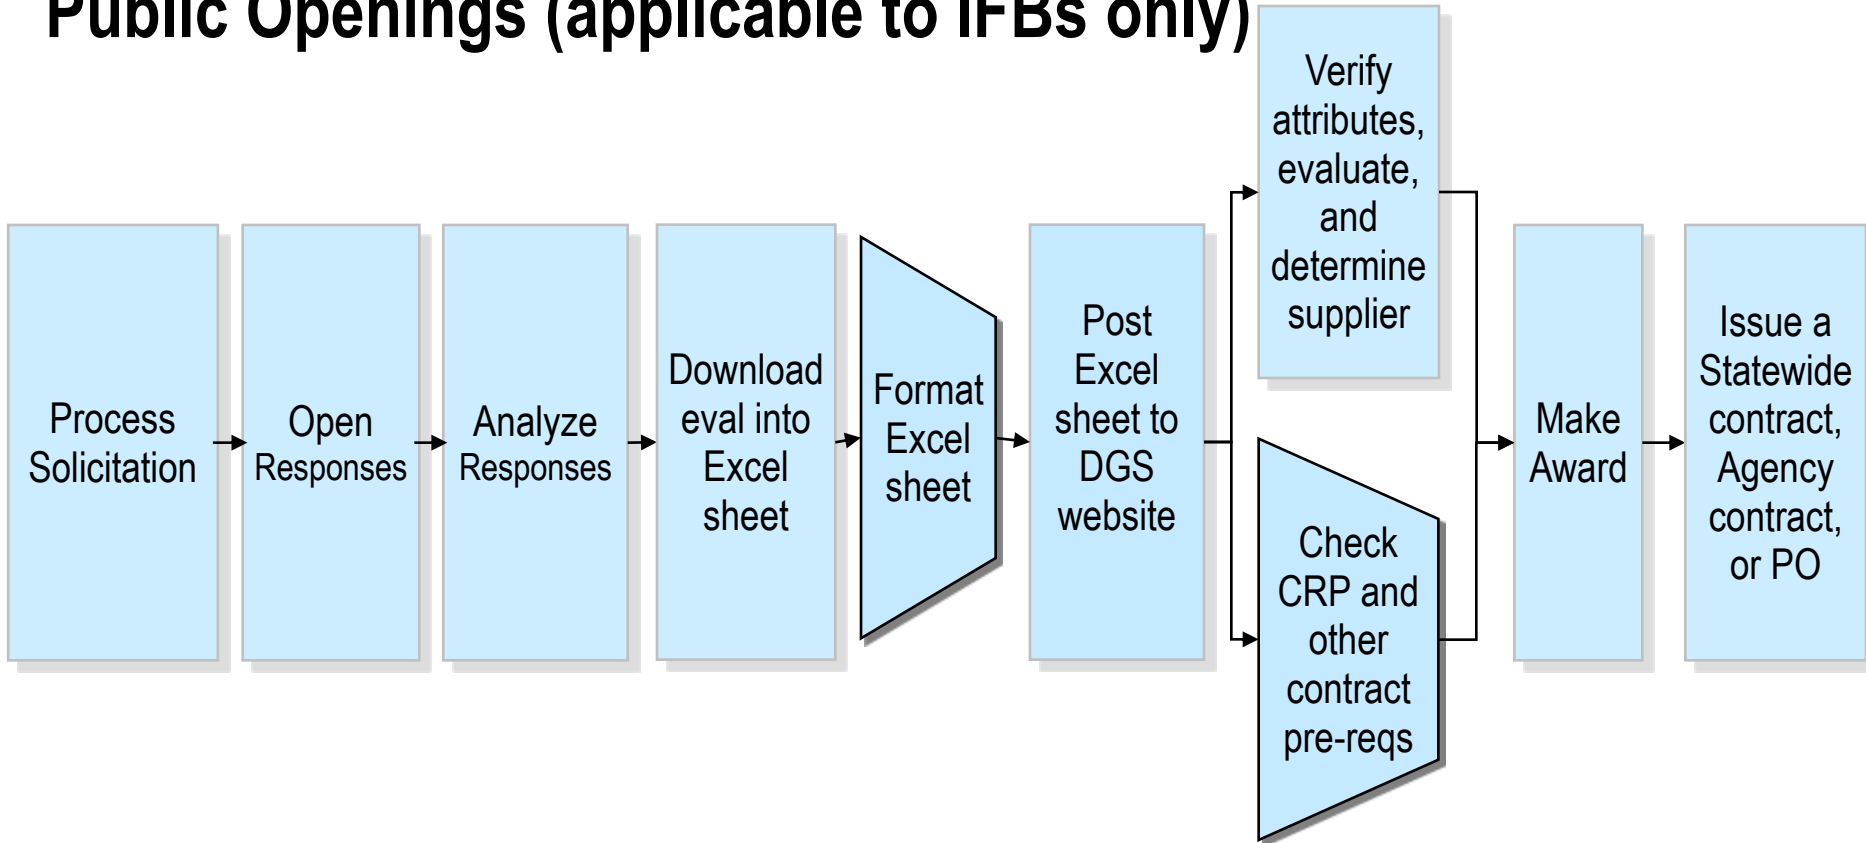 Public Openings (applicable to IFBs only)
Process
Solicitation
Open
Responses
Analyze
Responses
Download
eval into
Excel
sheet
Format
Excel
sheet
Post
Excel
sheet to
DGS
website
Verify
attributes,
evaluate,
and
determine
supplier
Check
CRP and
other
contract
pre-reqs
Make
Award
Issue a
Statewide
contract,
Agency
contract,
or PO